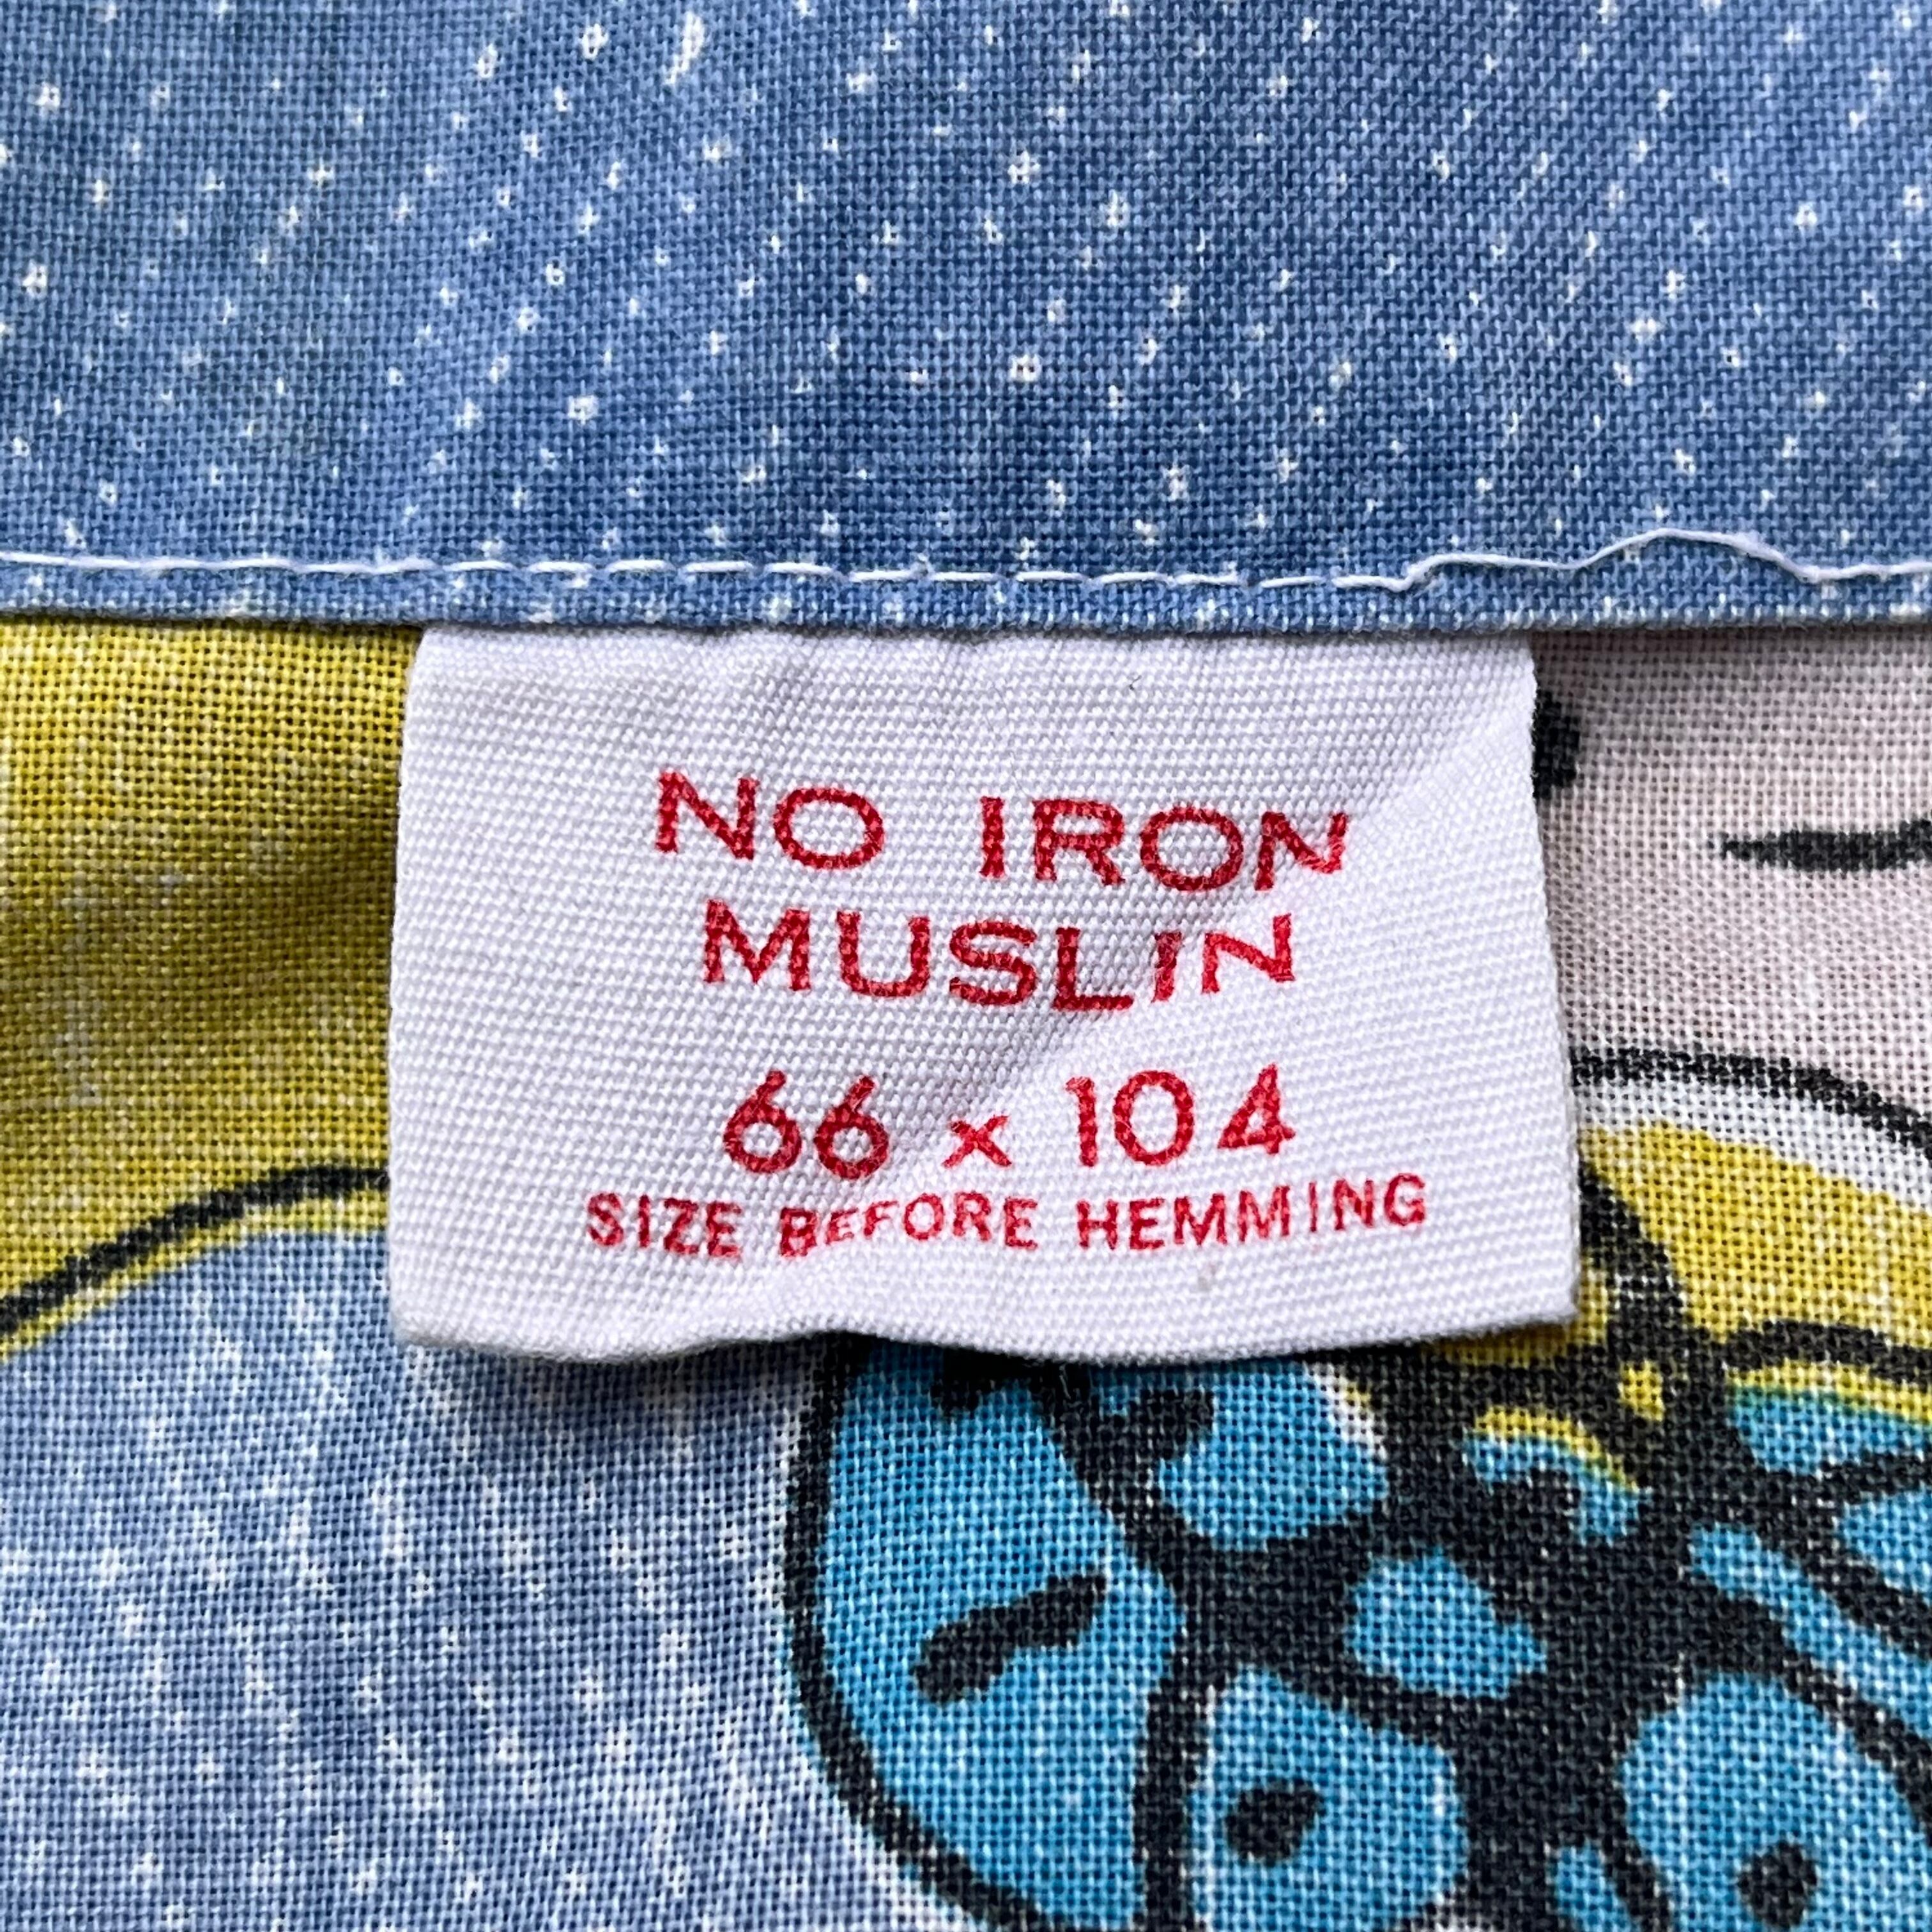 NO IRON
MUSLIN
66 x 104
SIZE BEFORE HEMMING